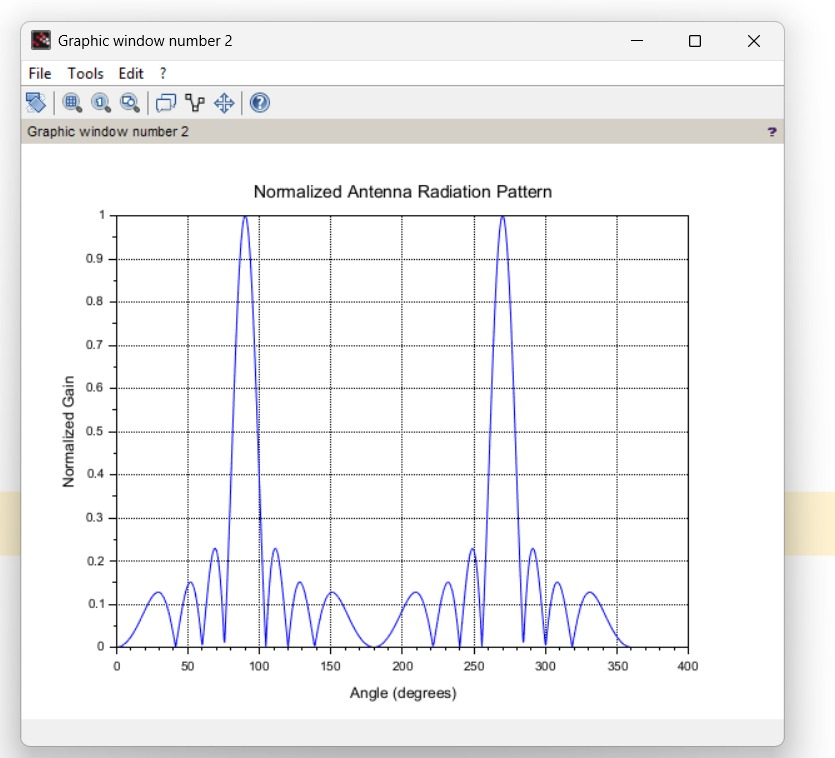 Graphic window number 2
File Tools Edit ?
Graphic window number 2 ?
Normalized Antenna Radiation Pattern
1
0.9
0.8
0.7
0.6
0.5
0.4
0.3
0.2
0.1
0
Normalized Gain
0 50 100 150 200 250 300 350 400
Angle (degrees)